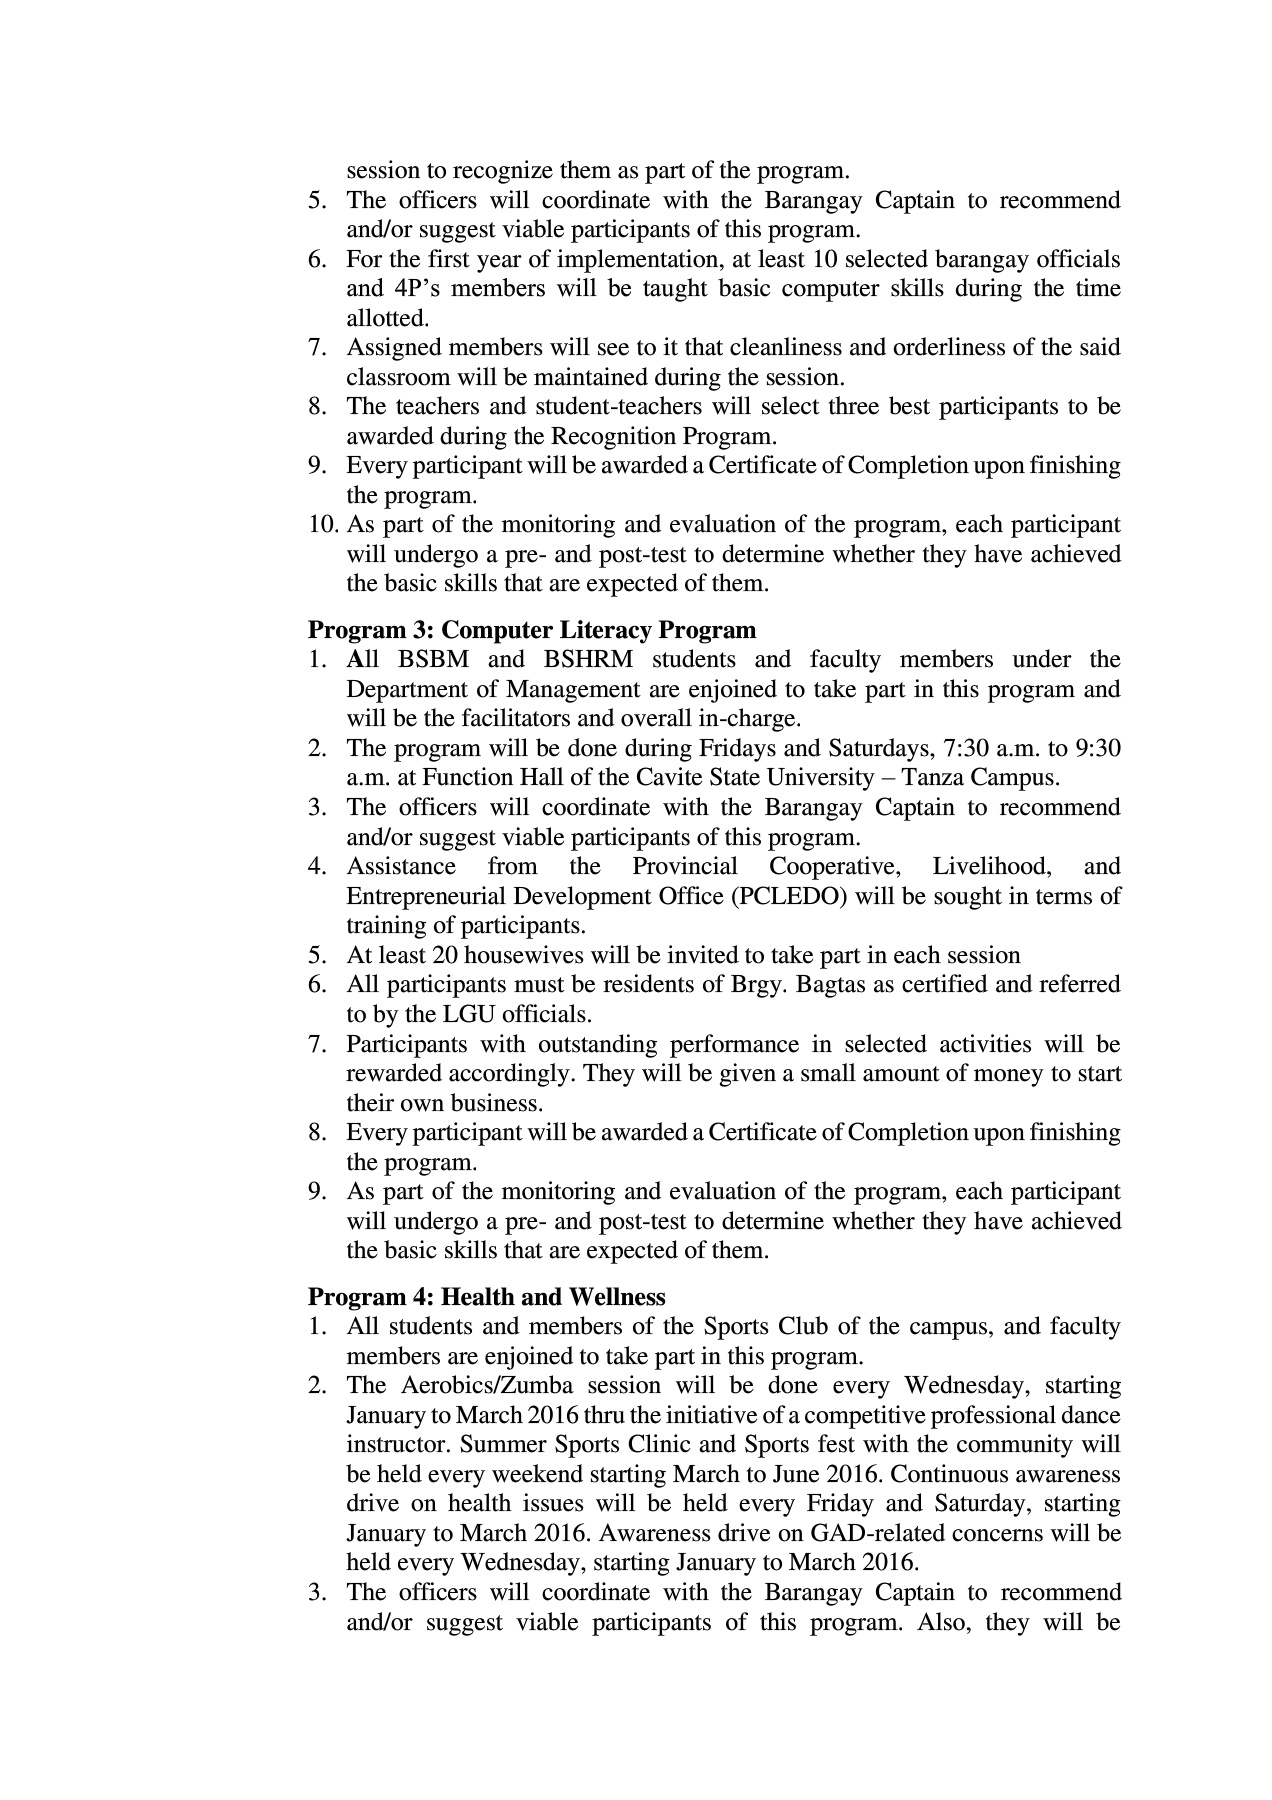 session to recognize them as part of the program.
5. The officers will coordinate with the Barangay Captain to recommend
and/or suggest viable participants of this program.
6. For the first year of implementation, at least 10 selected barangay officials
and 4P’s members will be taught basic computer skills during the time
allotted.
7. Assigned members will see to it that cleanliness and orderliness of the said
classroom will be maintained during the session.
8. The teachers and student-teachers will select three best participants to be
awarded during the Recognition Program.
9. Every participant will be awarded a Certificate of Completion upon finishing
the program.
10. As part of the monitoring and evaluation of the program, each participant
will undergo a pre- and post-test to determine whether they have achieved
the basic skills that are expected of them.
Program 3: Computer Literacy Program
1. All BSBM and BSHRM students and faculty members under the
Department of Management are enjoined to take part in this program and
will be the facilitators and overall in-charge.
2. The program will be done during Fridays and Saturdays, 7:30 a.m. to 9:30
a.m. at Function Hall of the Cavite State University – Tanza Campus.
3. The officers will coordinate with the Barangay Captain to recommend
and/or suggest viable participants of this program.
4. Assistance from the Provincial Cooperative, Livelihood, and
Entrepreneurial Development Office (PCLEDO) will be sought in terms of
training of participants.
5. At least 20 housewives will be invited to take part in each session
6. All participants must be residents of Brgy. Bagtas as certified and referred
to by the LGU officials.
7. Participants with outstanding performance in selected activities will be
rewarded accordingly. They will be given a small amount of money to start
their own business.
8. Every participant will be awarded a Certificate of Completion upon finishing
the program.
9. As part of the monitoring and evaluation of the program, each participant
will undergo a pre- and post-test to determine whether they have achieved
the basic skills that are expected of them.
Program 4: Health and Wellness
1. All students and members of the Sports Club of the campus, and faculty
members are enjoined to take part in this program.
2. The Aerobics/Zumba session will be done every Wednesday, starting
January to March 2016 thru the initiative of a competitive professional dance
instructor. Summer Sports Clinic and Sports fest with the community will
be held every weekend starting March to June 2016. Continuous awareness
drive on health issues will be held every Friday and Saturday, starting
January to March 2016. Awareness drive on GAD-related concerns will be
held every Wednesday, starting January to March 2016.
3. The officers will coordinate with the Barangay Captain to recommend
and/or suggest viable participants of this program. Also, they will be